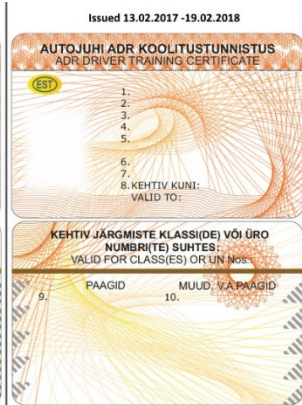 Issued 13.02.2017 -19.02.2018
AUTOJUHI ADR KOOLITUSTUNNISTUS
ADR DRIVER TRAINING CERTIFICATE
EST
1.
2.
3.
4.
5.
6.
7.
8. KEHTIV KUNI:
VALID TO:
KEHTIV JÄRGMISTE KLASSI(DE) VÕI ÜRO
NUMBRI(TE) SUHTES:
VALID FOR CLASS(ES) OR UN Nos.
PAAGID MUUD, V.A.PAAGID
9. 10.